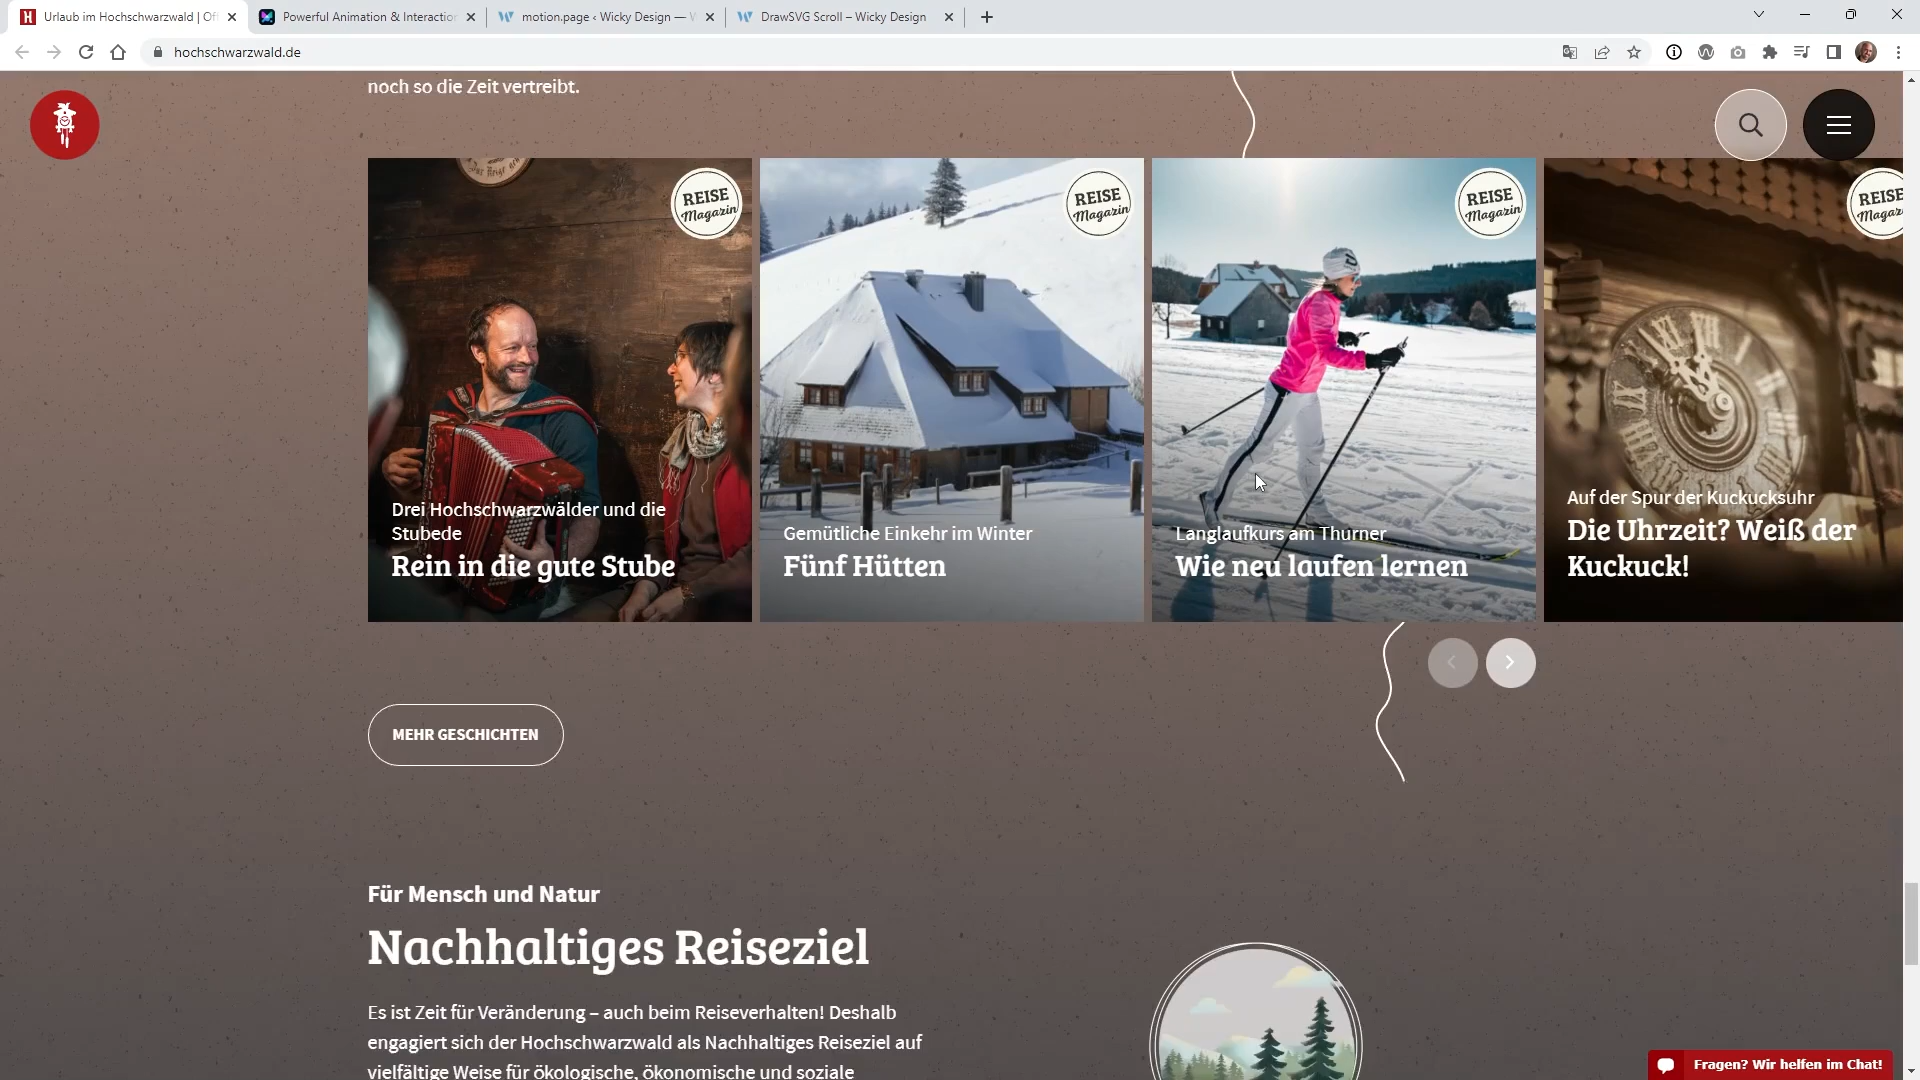 Urlaub im Hochschwarzwald | Of
Powerful Animation & Interaction
motion.page ‹ Wicky Design —
DrawSVG Scroll – Wicky Design
hochschwarzwald.de
noch so die Zeit vertreibt.
REISE
Magazin
REISE
Magazin
REISE
Magazin
REISE
Magaz
Drei Hochschwarzwälder und die
Stubede
Rein in die gute Stube
Gemütliche Einkehr im Winter
Fünf Hütten
Langlaufkurs am Thurner
Wie neu laufen lernen
Auf der Spur der Kuckucksuhr
Die Uhrzeit? Weiß der
Kuckuck!
MEHR GESCHICHTEN
Für Mensch und Natur
Nachhaltiges Reiseziel
Es ist Zeit für Veränderung – auch beim Reiseverhalten! Deshalb
engagiert sich der Hochschwarzwald als Nachhaltiges Reiseziel auf
vielfältige Weise für ökologische, ökonomische und soziale
Fragen? Wir helfen im Chat!